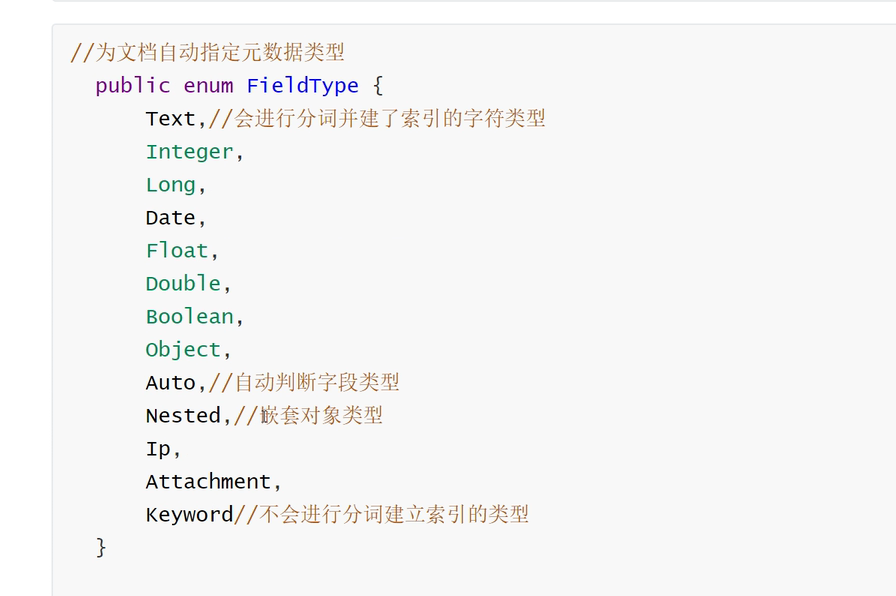 //为文档自动指定元数据类型
public enum FieldType {
Text,//会进行分词并建了索引的字符类型
Integer,
Long,
Date,
Float,
Double,
Boolean,
Object,
Auto,//自动判断字段类型
Nested,//嵌套对象类型
Ip,
Attachment,
Keyword//不会进行分词建立索引的类型
}